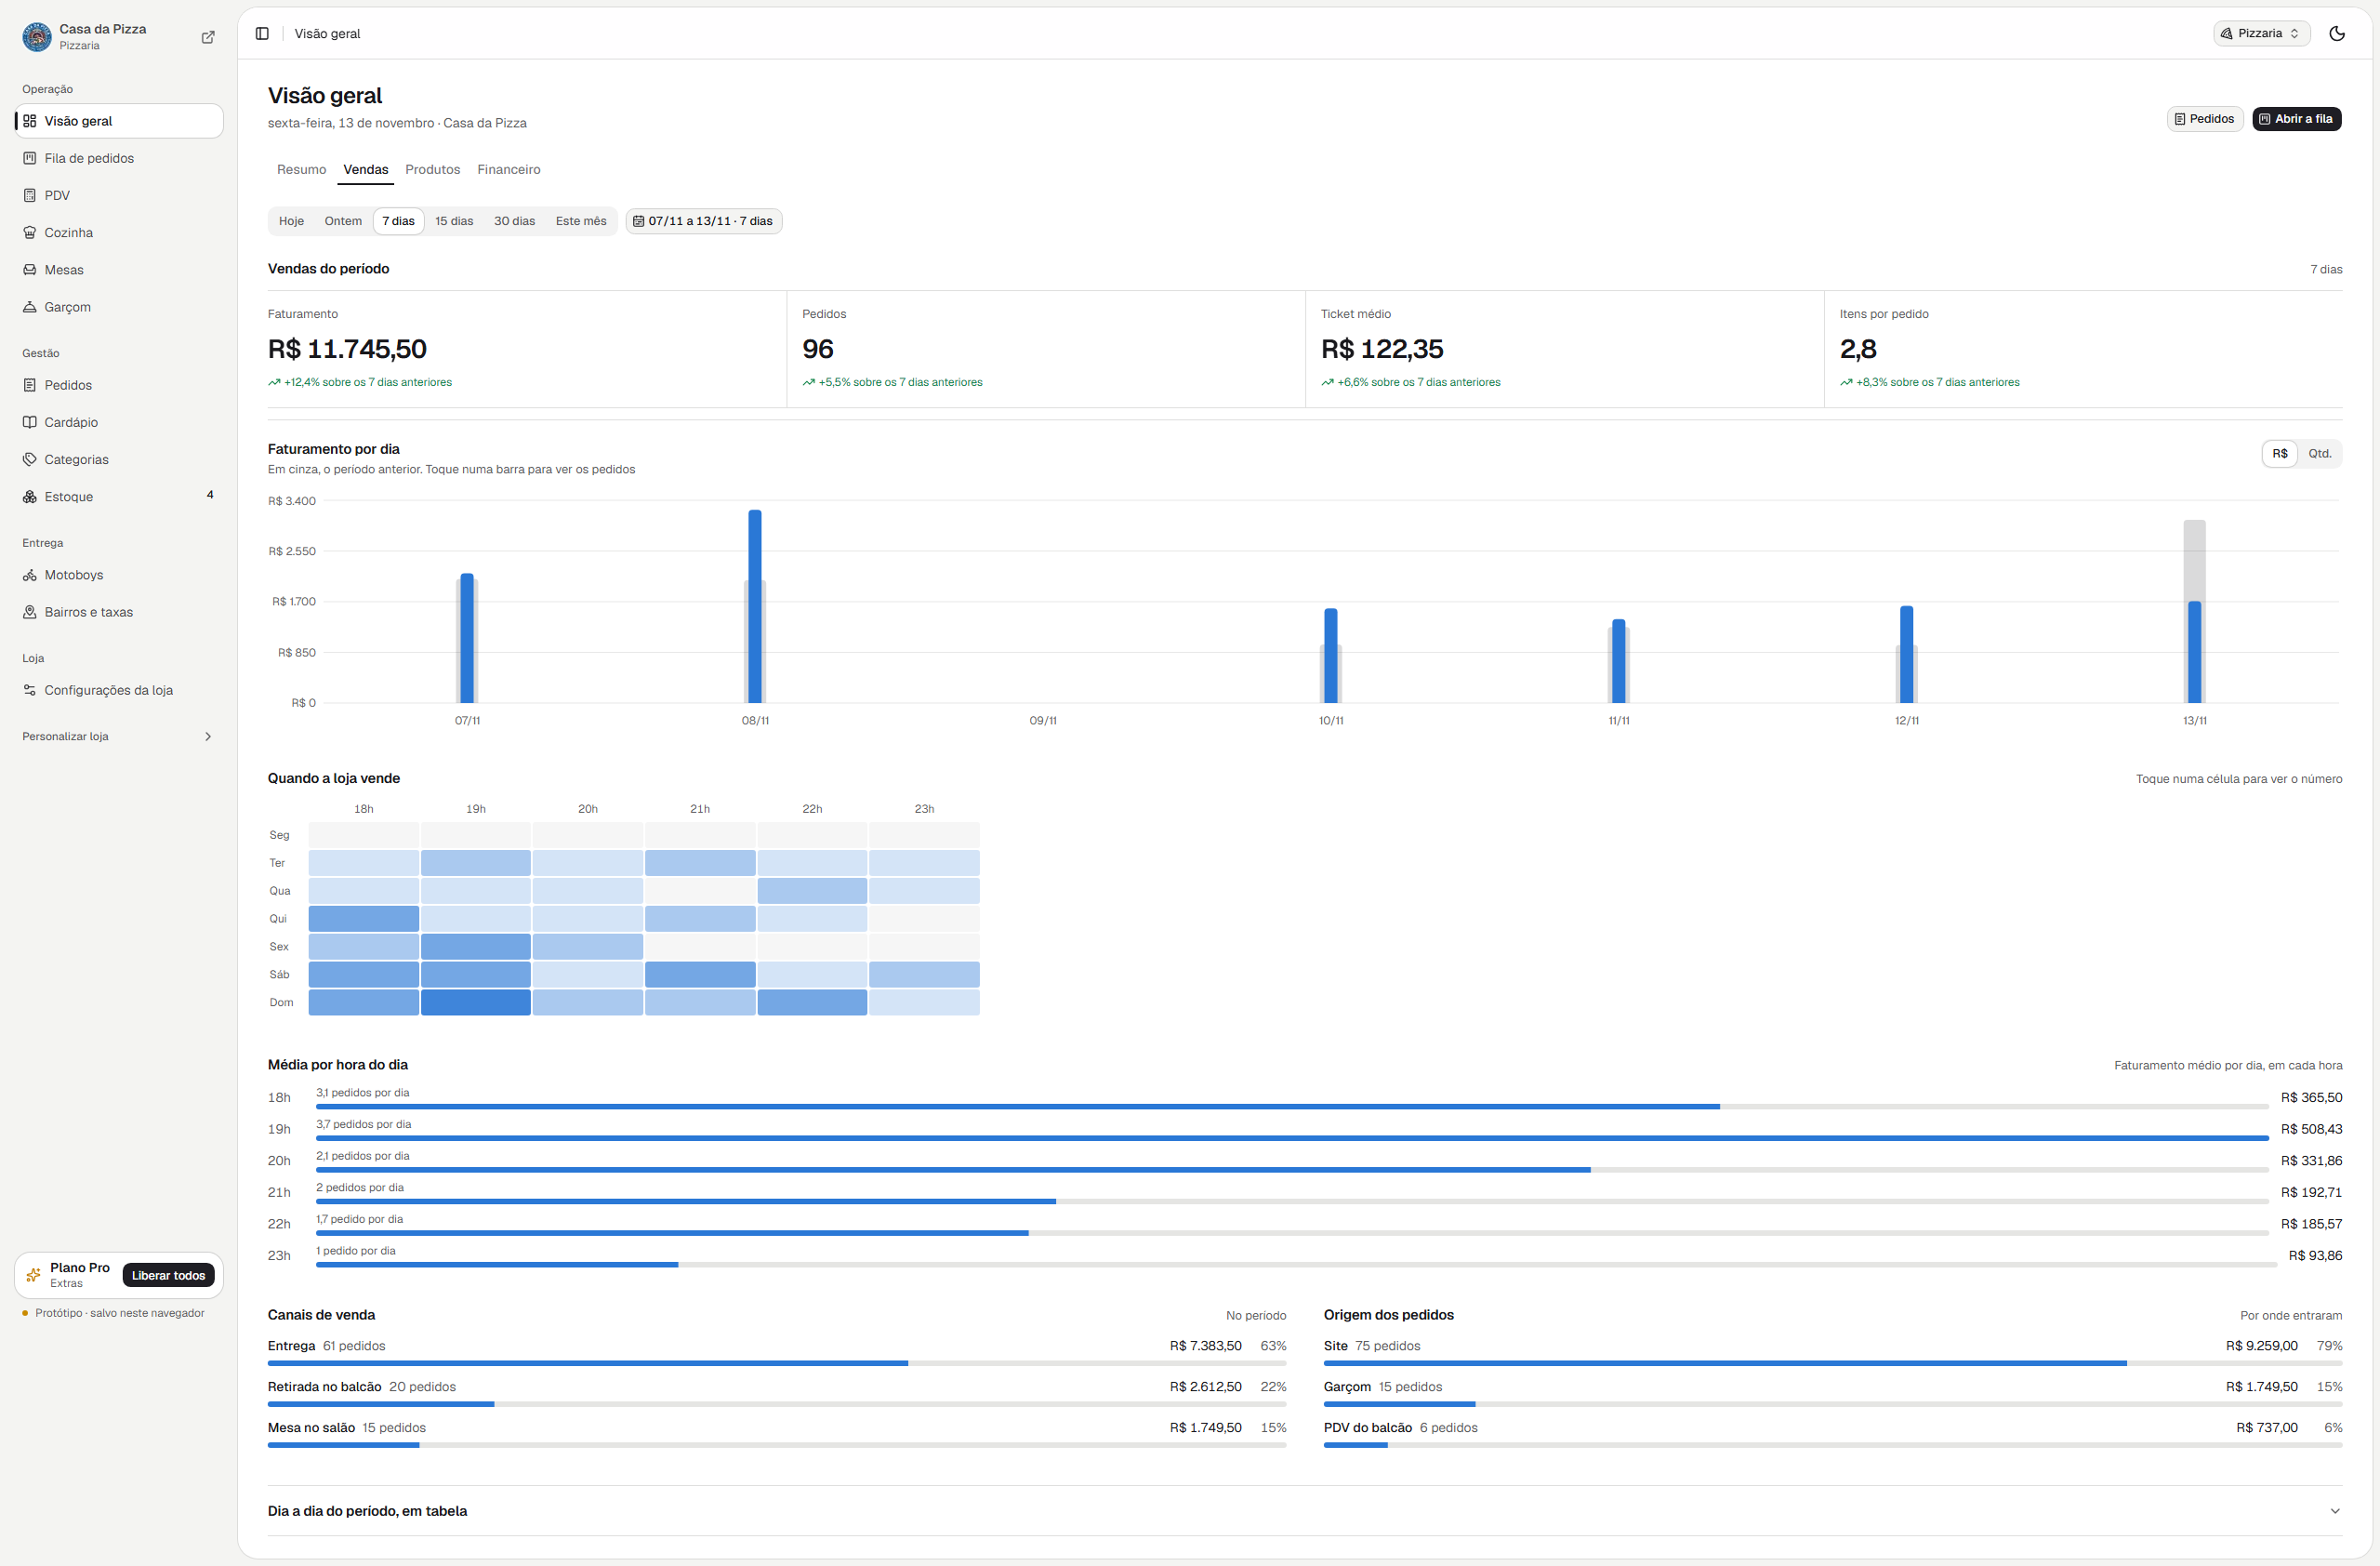 Casa da Pizza
Pizzaria
Operação
Visão geral
Fila de pedidos
PDV
Cozinha
Mesas
Garçom
Gestão
Pedidos
Cardápio
Categorias
Estoque 4
Entrega
Motoboys
Bairros e taxas
Loja
Configurações da loja
Personalizar loja
Plano Pro
Extras
Liberar todos
Protótipo · salvo neste navegador
Visão geral
Pizzaria
Visão geral
sexta-feira, 13 de novembro · Casa da Pizza
Pedidos Abrir a fila
Resumo Vendas Produtos Financeiro
Hoje Ontem 7 dias 15 dias 30 dias Este mês 07/11 a 13/11 · 7 dias
Vendas do período 7 dias
Faturamento
R$ 11.745,50
+12,4% sobre os 7 dias anteriores
Pedidos
96
+5,5% sobre os 7 dias anteriores
Ticket médio
R$ 122,35
+6,6% sobre os 7 dias anteriores
Itens por pedido
2,8
+8,3% sobre os 7 dias anteriores
Faturamento por dia
Em cinza, o período anterior. Toque numa barra para ver os pedidos
R$ Qtd.
R$ 3.400
R$ 2.550
R$ 1.700
R$ 850
R$ 0
07/11 08/11 09/11 10/11 11/11 12/11 13/11
Quando a loja vende Toque numa célula para ver o número
18h 19h 20h 21h 22h 23h
Seg
Ter
Qua
Qui
Sex
Sáb
Dom
Média por hora do dia Faturamento médio por dia, em cada hora
18h 3,1 pedidos por dia R$ 365,50
19h 3,7 pedidos por dia R$ 508,43
20h 2,1 pedidos por dia R$ 331,86
21h 2 pedidos por dia R$ 192,71
22h 1,7 pedido por dia R$ 185,57
23h 1 pedido por dia R$ 93,86
Canais de venda No período
Entrega 61 pedidos R$ 7.383,50 63%
Retirada no balcão 20 pedidos R$ 2.612,50 22%
Mesa no salão 15 pedidos R$ 1.749,50 15%
Origem dos pedidos Por onde entraram
Site 75 pedidos R$ 9.259,00 79%
Garçom 15 pedidos R$ 1.749,50 15%
PDV do balcão 6 pedidos R$ 737,00 6%
Dia a dia do período, em tabela